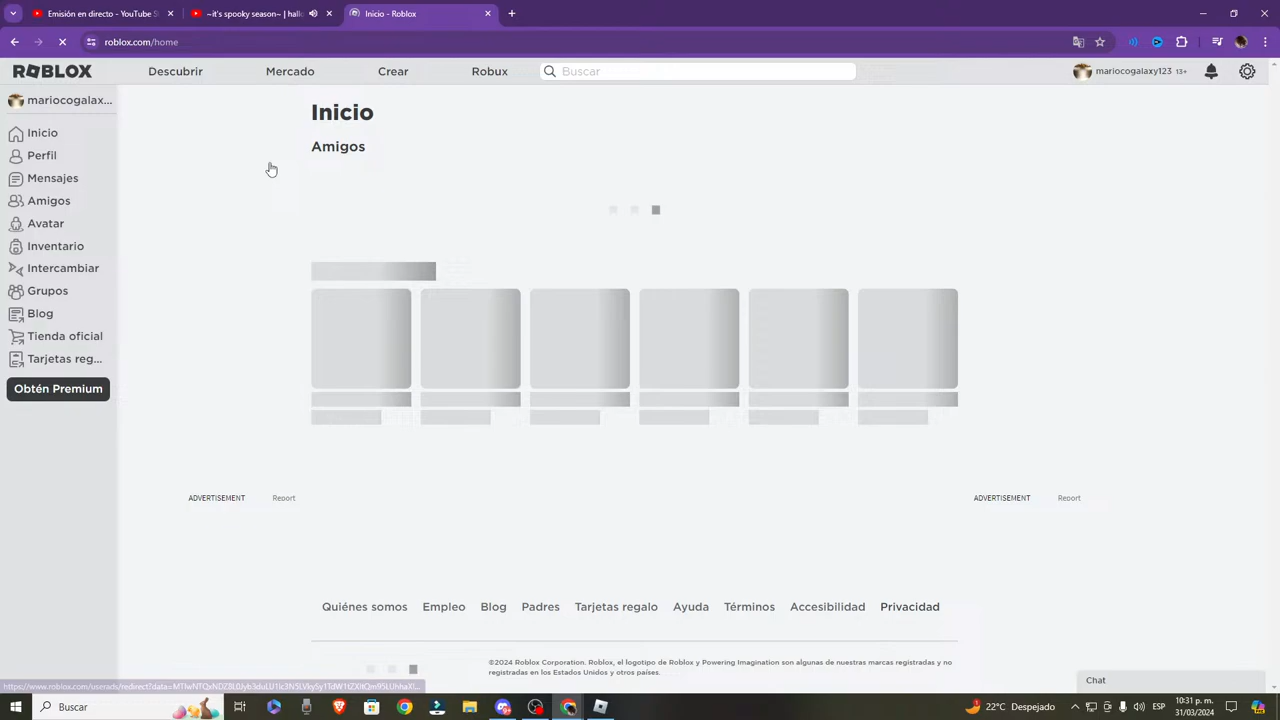 Emisión en directo - YouTube S
~it's spooky season~ | hall
Inicio - Roblox
roblox.com/home
ROBLOX
Descubrir
Mercado
Crear
Robux
Buscar
mariocogalaxy123 13+
mariocogalax...
Inicio
Perfil
Mensajes
Amigos
Avatar
Inventario
Intercambiar
Grupos
Blog
Tienda oficial
Tarjetas reg...
Obtén Premium
Inicio
Amigos
ADVERTISEMENT
Report
ADVERTISEMENT
Report
Quiénes somos
Empleo
Blog
Padres
Tarjetas regalo
Ayuda
Términos
Accesibilidad
Privacidad
©2024 Roblox Corporation. Roblox, el logotipo de Roblox y Powering Imagination son algunas de nuestras marcas registradas y no
registradas en los Estados Unidos y otros países.
Chat
Buscar
22°C Despejado
ESP
10:31 p. m.
31/03/2024